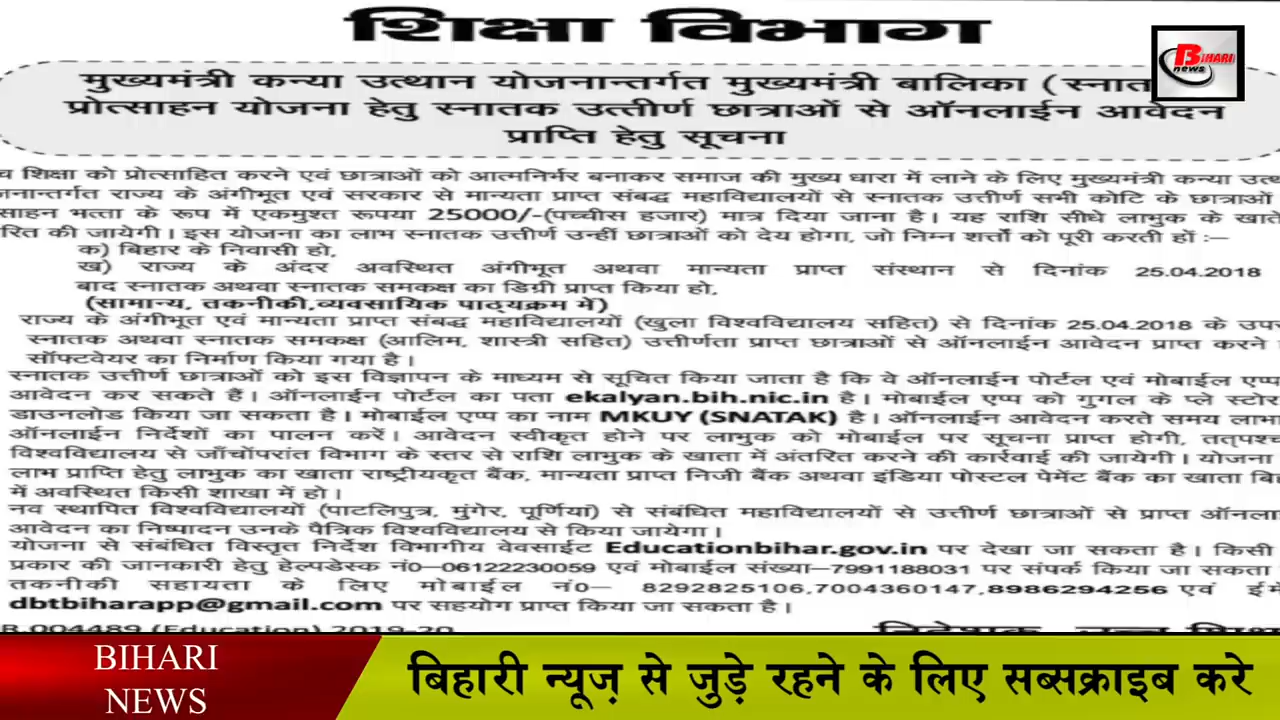 शिक्षा विभाग
BIHARI
news
मुख्यमंत्री कन्या उत्थान योजनान्तर्गत मुख्यमंत्री बालिका (स्नात
प्रोत्साहन योजना हेतु स्नातक उत्तीर्ण छात्राओं से ऑनलाईन आवेदन
प्राप्ति हेतु सूचना
च शिक्षा को प्रोत्साहित करने एवं छात्राओं को आत्मनिर्भर बनाकर समाज की मुख्य धारा में लाने के लिए मुख्यमंत्री कन्या उत्थ
जनान्तर्गत राज्य के अंगीभूत एवं सरकार से मान्यता प्राप्त संबद्ध महाविद्यालयों से स्नातक उत्तीर्ण सभी कोटि के छात्राओं
साहन भत्ता के रूप में एकमुश्त रूपया 25000/-(पच्चीस हजार) मात्र दिया जाना है। यह राशि सीधे लाभुक के खाते
रित की जायेगी। इस योजना का लाभ स्नातक उत्तीर्ण उन्हीं छात्राओं को देय होगा, जो निम्न शर्त्तों को पूरी करती हों :—
क) बिहार के निवासी हो,
ख) राज्य के अंदर अवस्थित अंगीभूत अथवा मान्यता प्राप्त संस्थान से दिनांक 25.04.2018
बाद स्नातक अथवा स्नातक समकक्ष का डिग्री प्राप्त किया हो,
(सामान्य, तकनीकी,व्यवसायिक पाठ्यक्रम में)
राज्य के अंगीभूत एवं मान्यता प्राप्त संबद्ध महाविद्यालयों (खुला विश्वविद्यालय सहित) से दिनांक 25.04.2018 के उपर
स्नातक अथवा स्नातक समकक्ष (आलिम, शास्त्री सहित) उत्तीर्णता प्राप्त छात्राओं से ऑनलाईन आवेदन प्राप्त करने
सॉफ्टवेयर का निर्माण किया गया है।
स्नातक उत्तीर्ण छात्राओं को इस विज्ञापन के माध्यम से सूचित किया जाता है कि वे ऑनलाईन पोर्टल एवं मोबाईल एप्प
आवेदन कर सकते हैं। ऑनलाईन पोर्टल का पता ekalyan.bih.nic.in है। मोबाईल एप्प को गुगल के प्ले स्टोर
डाउनलोड किया जा सकता है। मोबाईल एप्प का नाम MKUY (SNATAK) है। ऑनलाईन आवेदन करते समय लाभ
ऑनलाईन निर्देशों का पालन करें। आवेदन स्वीकृत होने पर लाभुक को मोबाईल पर सूचना प्राप्त होगी, तत्पश्च
विश्वविद्यालय से जाँचोपरांत विभाग के स्तर से राशि लाभुक के खाता में अंतरित करने की कार्रवाई की जायेगी। योजना
लाभ प्राप्ति हेतु लाभुक का खाता राष्ट्रीयकृत बैंक, मान्यता प्राप्त निजी बैंक अथवा इंडिया पोस्टल पेमेंट बैंक का खाता बिह
में अवस्थित किसी शाखा में हो।
नव स्थापित विश्वविद्यालयों (पाटलिपुत्र, मुंगेर, पूर्णियां) से संबंधित महाविद्यालयों से उत्तीर्ण छात्राओं से प्राप्त ऑनला
आवेदन का निष्पादन उनके पैत्रिक विश्वविद्यालय से किया जायेगा।
योजना से संबंधित विस्तृत निर्देश विभागीय वेवसाईट Educationbihar.gov.in पर देखा जा सकता है। किसी
प्रकार की जानकारी हेतु हेल्पडेस्क नं0—06122230059 एवं मोबाईल संख्या—7991188031 पर संपर्क किया जा सकता
तकनीकी सहायता के लिए मोबाईल नं0— 8292825106,7004360147,8986294256 एवं ईमे
dbtbiharapp@gmail.com पर सहयोग प्राप्त किया जा सकता है।
R.004489 (Education) 2019-20
BIHARI
NEWS
बिहारी न्यूज़ से जुड़े रहने के लिए सब्सक्राइब करे